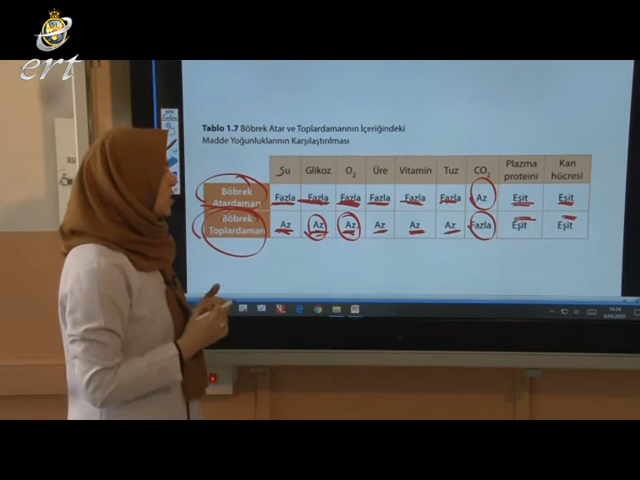 ert
Tablo 1.7 Böbrek Atar ve Toplardamarının İçeriğindeki
Madde Yoğunluklarının Karşılaştırılması
Su Glikoz O₂ Üre Vitamin Tuz CO₂ Plazma proteini Kan hücresi
Böbrek Atardamarı Fazla Fazla Fazla Fazla Fazla Fazla Az Eşit Eşit
Böbrek Toplardamarı Az Az Az Az Az Az Fazla Eşit Eşit